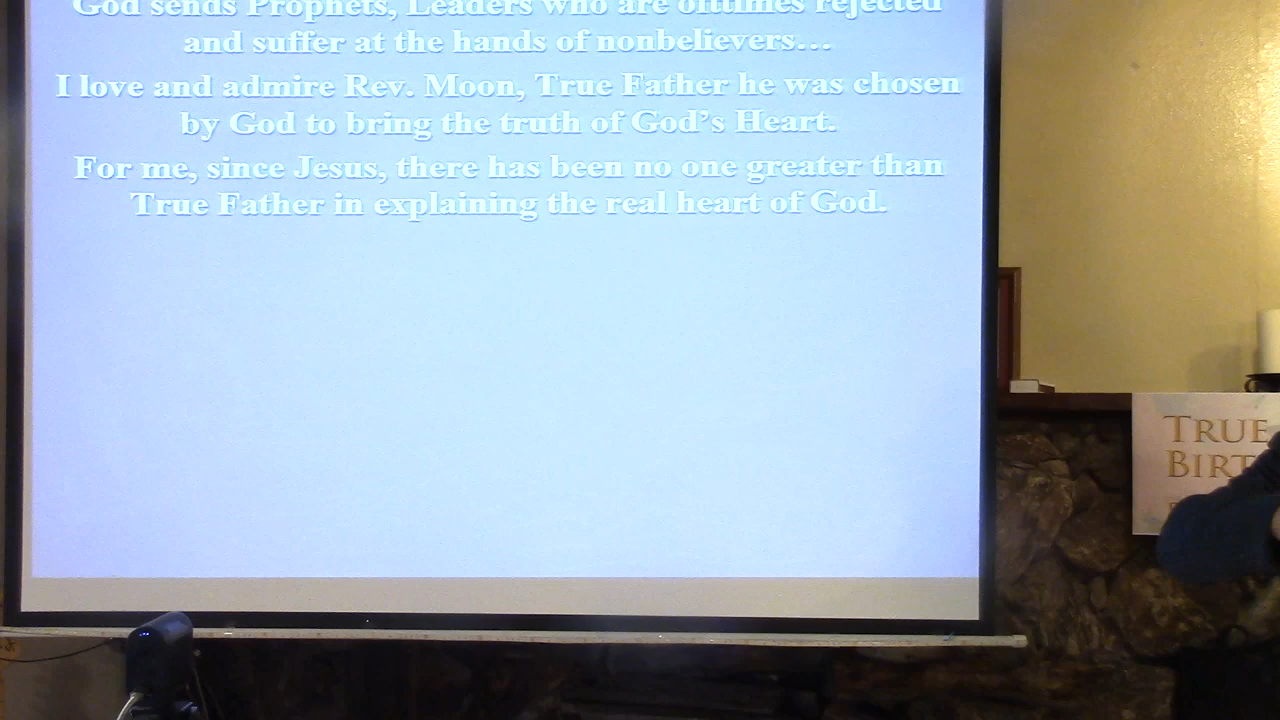 God sends Prophets, Leaders who are ofttimes rejected
and suffer at the hands of nonbelievers…
I love and admire Rev. Moon, True Father he was chosen
by God to bring the truth of God’s Heart.
For me, since Jesus, there has been no one greater than
True Father in explaining the real heart of God.
TRUE
BIRT